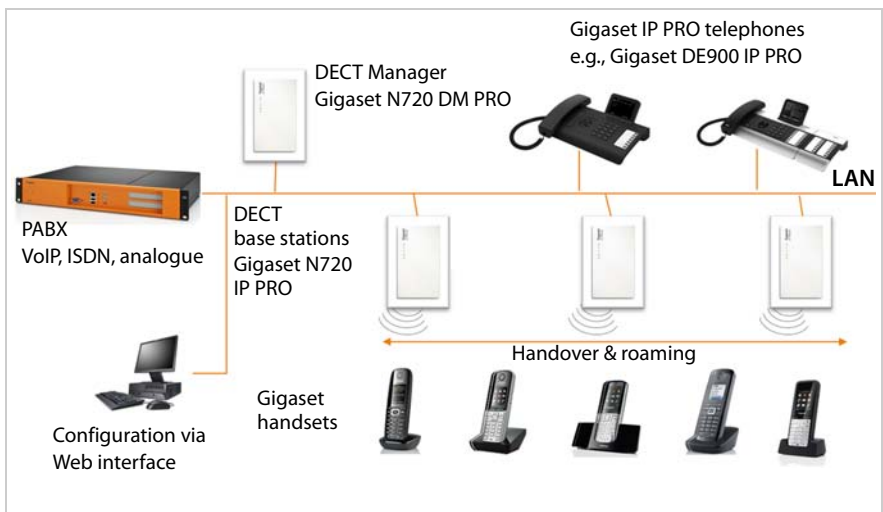 Gigaset IP PRO telephones
e.g., Gigaset DE900 IP PRO
DECT Manager
Gigaset N720 DM PRO
LAN
PABX
VoIP, ISDN, analogue
DECT
base stations
Gigaset N720
IP PRO
Handover & roaming
Gigaset
handsets
Configuration via
Web interface